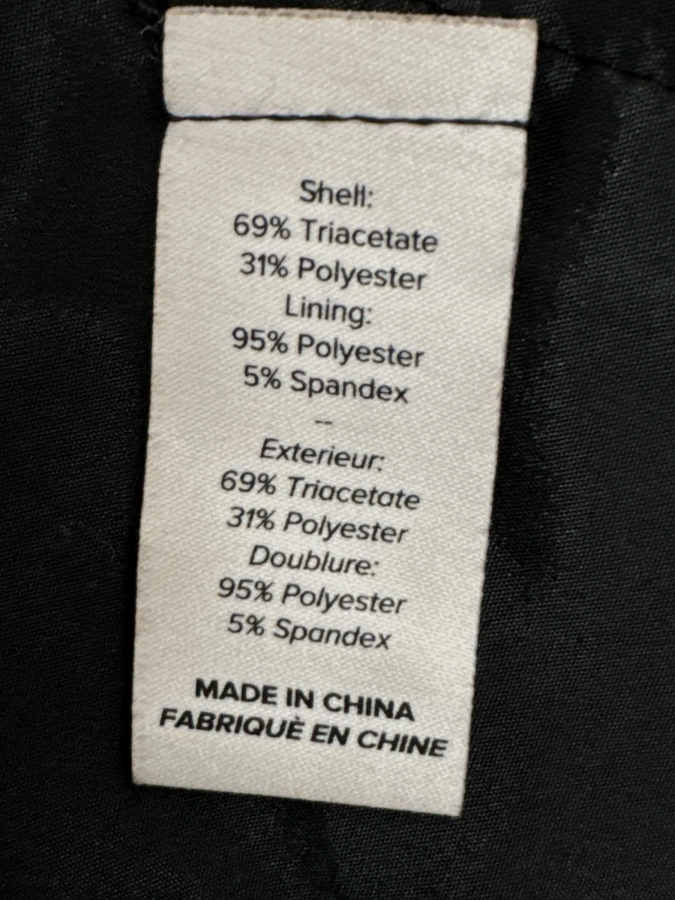 Shell:
69% Triacetate
31% Polyester
Lining:
95% Polyester
5% Spandex
--
Exterieur:
69% Triacetate
31% Polyester
Doublure:
95% Polyester
5% Spandex
MADE IN CHINA
FABRIQUÈ EN CHINE